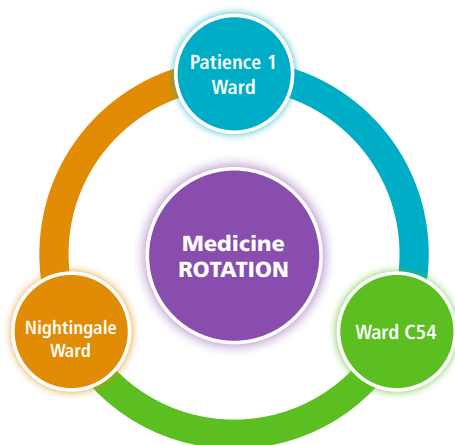 Patience 1
Ward
Medicine
ROTATION
Nightingale
Ward
Ward C54